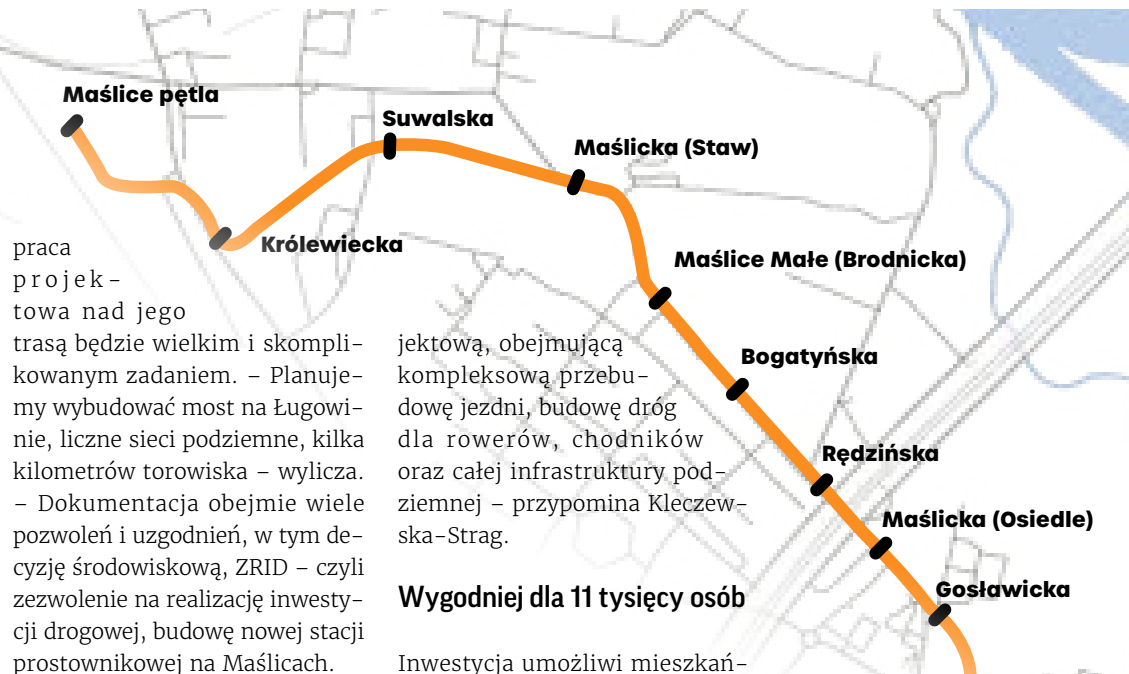 Maślice pętla
Suwalska
Maślicka (Staw)
Królewiecka
Maślice Małe (Brodnicka)
Bogatyńska
Rędzińska
Maślicka (Osiedle)
Gosławicka
praca
projek-
towa nad jego
trasą będzie wielkim i skompli-
kowanym zadaniem. – Planuje-
my wybudować most na Ługowi-
nie, liczne sieci podziemne, kilka
kilometrów torowiska – wylicza.
– Dokumentacja obejmie wiele
pozwoleń i uzgodnień, w tym de-
cyzję środowiskową, ZRID – czyli
zezwolenie na realizację inwesty-
cji drogowej, budowę nowej stacji
prostownikowej na Maślicach.
jektową, obejmującą
kompleksową przebu-
dowę jezdni, budowę dróg
dla rowerów, chodników
oraz całej infrastruktury pod-
ziemnej – przypomina Kleczew-
ska-Strag.
Wygodniej dla 11 tysięcy osób
Inwestycja umożliwi mieszkań-